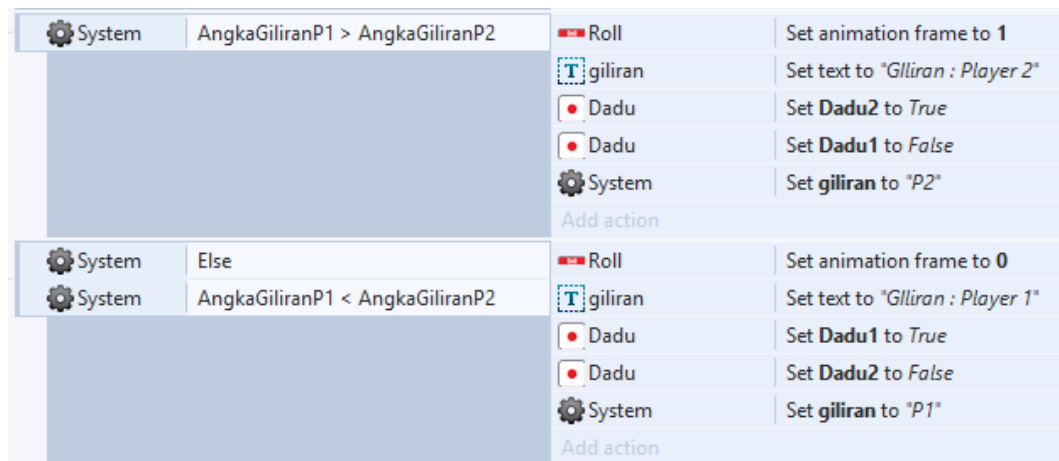 System AngkaGiliranP1 > AngkaGiliranP2 Roll Set animation frame to 1
T giliran Set text to "GIliran : Player 2"
Dadu Set Dadu2 to True
Dadu Set Dadu1 to False
System Set giliran to "P2"
Add action
System Else Roll Set animation frame to 0
System AngkaGiliranP1 < AngkaGiliranP2 T giliran Set text to "GIliran : Player 1"
Dadu Set Dadu1 to True
Dadu Set Dadu2 to False
System Set giliran to "P1"
Add action